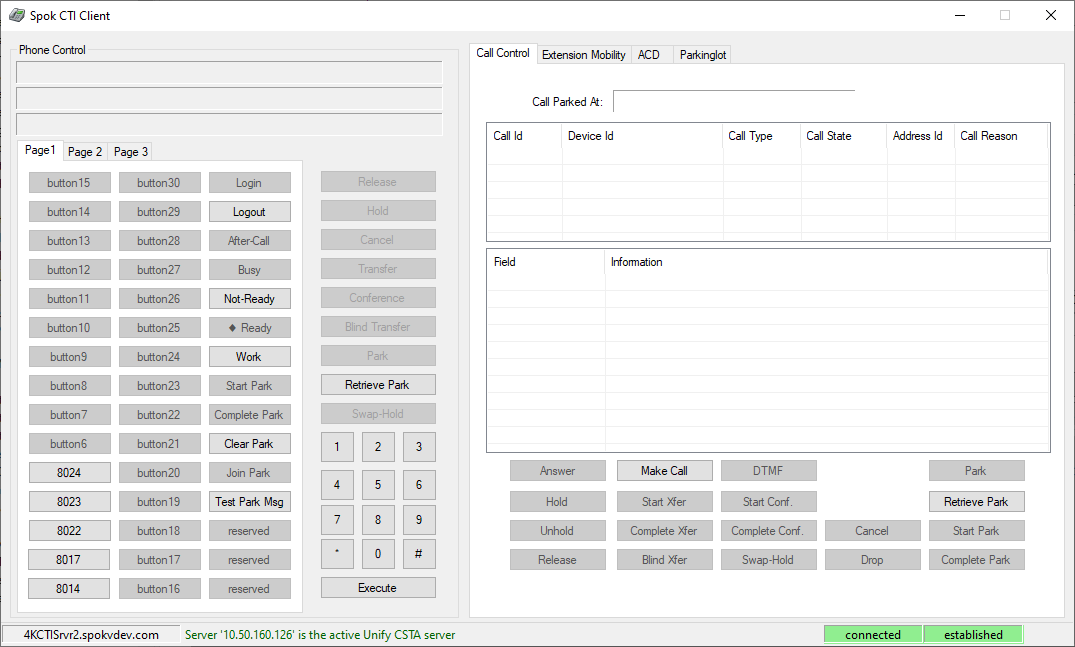 Spok CTI Client
Phone Control
Page1 Page 2 Page 3
button15 button30 Login
button14 button29 Logout
button13 button28 After-Call
button12 button27 Busy
button11 button26 Not-Ready
button10 button25 ♦ Ready
button9 button24 Work
button8 button23 Start Park
button7 button22 Complete Park
button6 button21 Clear Park
8024 button20 Join Park
8023 button19 Test Park Msg
8022 button18 reserved
8017 button17 reserved
8014 button16 reserved
Release
Hold
Cancel
Transfer
Conference
Blind Transfer
Park
Retrieve Park
Swap-Hold
1 2 3
4 5 6
7 8 9
* 0 #
Execute
Call Control Extension Mobility ACD Parkinglot
Call Parked At:
Call Id Device Id Call Type Call State Address Id Call Reason
Field Information
Answer Make Call DTMF Park
Hold Start Xfer Start Conf. Retrieve Park
Unhold Complete Xfer Complete Conf. Cancel Start Park
Release Blind Xfer Swap-Hold Drop Complete Park
4KCTISrvr2.spokvdev.com Server '10.50.160.126' is the active Unify CSTA server connected established